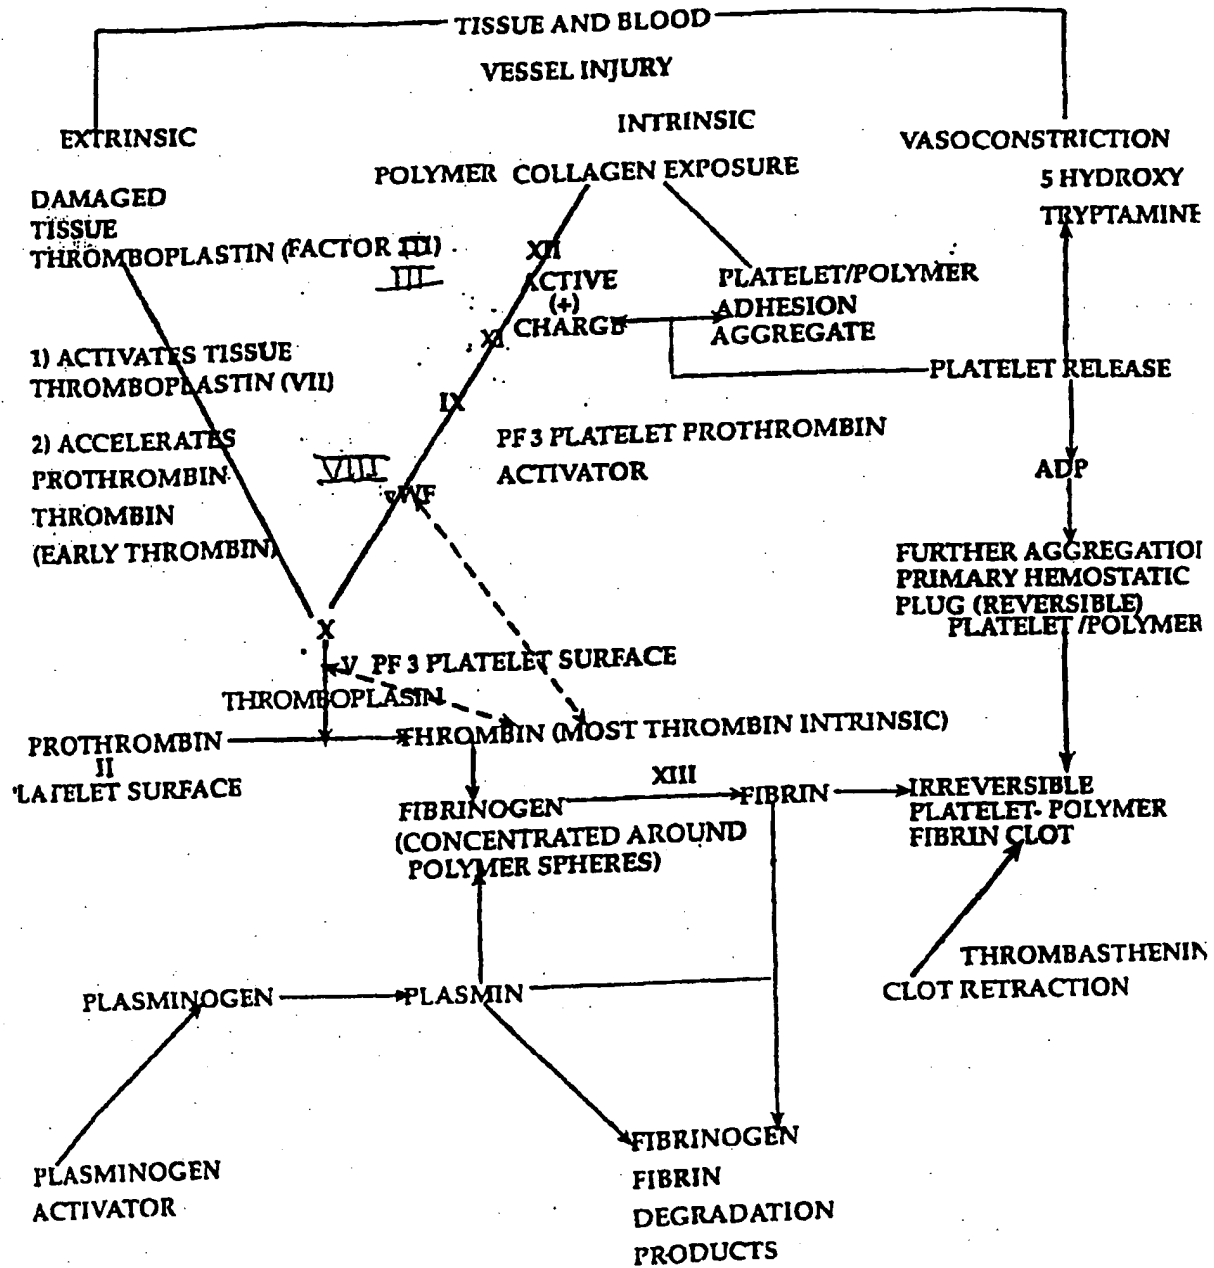 TISSUE AND BLOOD
VESSEL INJURY
EXTRINSIC
INTRINSIC
VASOCONSTRICTION
POLYMER COLLAGEN EXPOSURE
5 HYDROXY
TRYPTAMINE
DAMAGED
TISSUE
THROMBOPLASTIN (FACTOR III)
III
XII
ACTIVE
(+)
CHARGE
PLATELET/POLYMER
ADHESION
AGGREGATE
XI
1) ACTIVATES TISSUE
THROMBOPLASTIN (VII)
PLATELET RELEASE
IX
2) ACCELERATES
PROTHROMBIN
THROMBIN
(EARLY THROMBIN)
PF 3 PLATELET PROTHROMBIN
ACTIVATOR
VIII
vWF
ADP
FURTHER AGGREGATIO
PRIMARY HEMOSTATIC
PLUG (REVERSIBLE)
PLATELET /POLYMER
X
V PF 3 PLATELET SURFACE
THROMBOPLASIN
PROTHROMBIN
II
LATELET SURFACE
THROMBIN (MOST THROMBIN INTRINSIC)
XIII
FIBRINOGEN
(CONCENTRATED AROUND
POLYMER SPHERES)
FIBRIN
IRREVERSIBLE
PLATELET- POLYMER
FIBRIN CLOT
THROMBASTHENIN
CLOT RETRACTION
PLASMINOGEN
PLASMIN
PLASMINOGEN
ACTIVATOR
FIBRINOGEN
FIBRIN
DEGRADATION
PRODUCTS